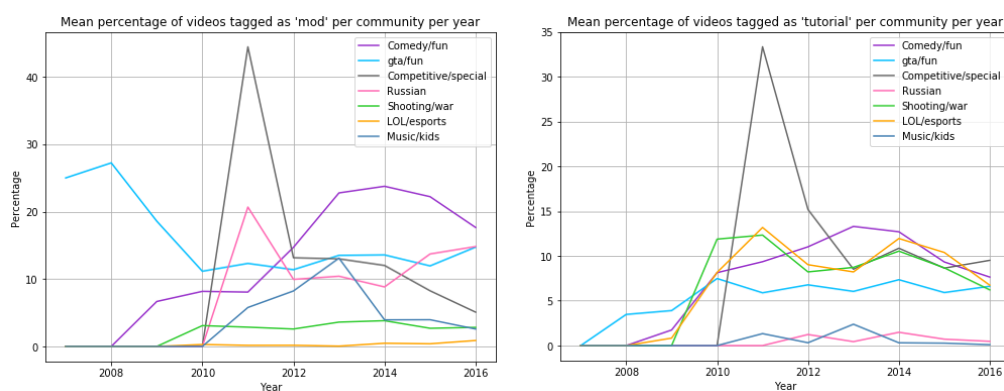 Mean percentage of videos tagged as 'mod' per community per year
Percentage
40
30
20
10
0
Comedy/fun
gta/fun
Competitive/special
Russian
Shooting/war
LOL/esports
Music/kids
2008
2010
2012
2014
2016
Year
Mean percentage of videos tagged as 'tutorial' per community per year
Percentage
35
30
25
20
15
10
5
0
Comedy/fun
gta/fun
Competitive/special
Russian
Shooting/war
LOL/esports
Music/kids
2008
2010
2012
2014
2016
Year